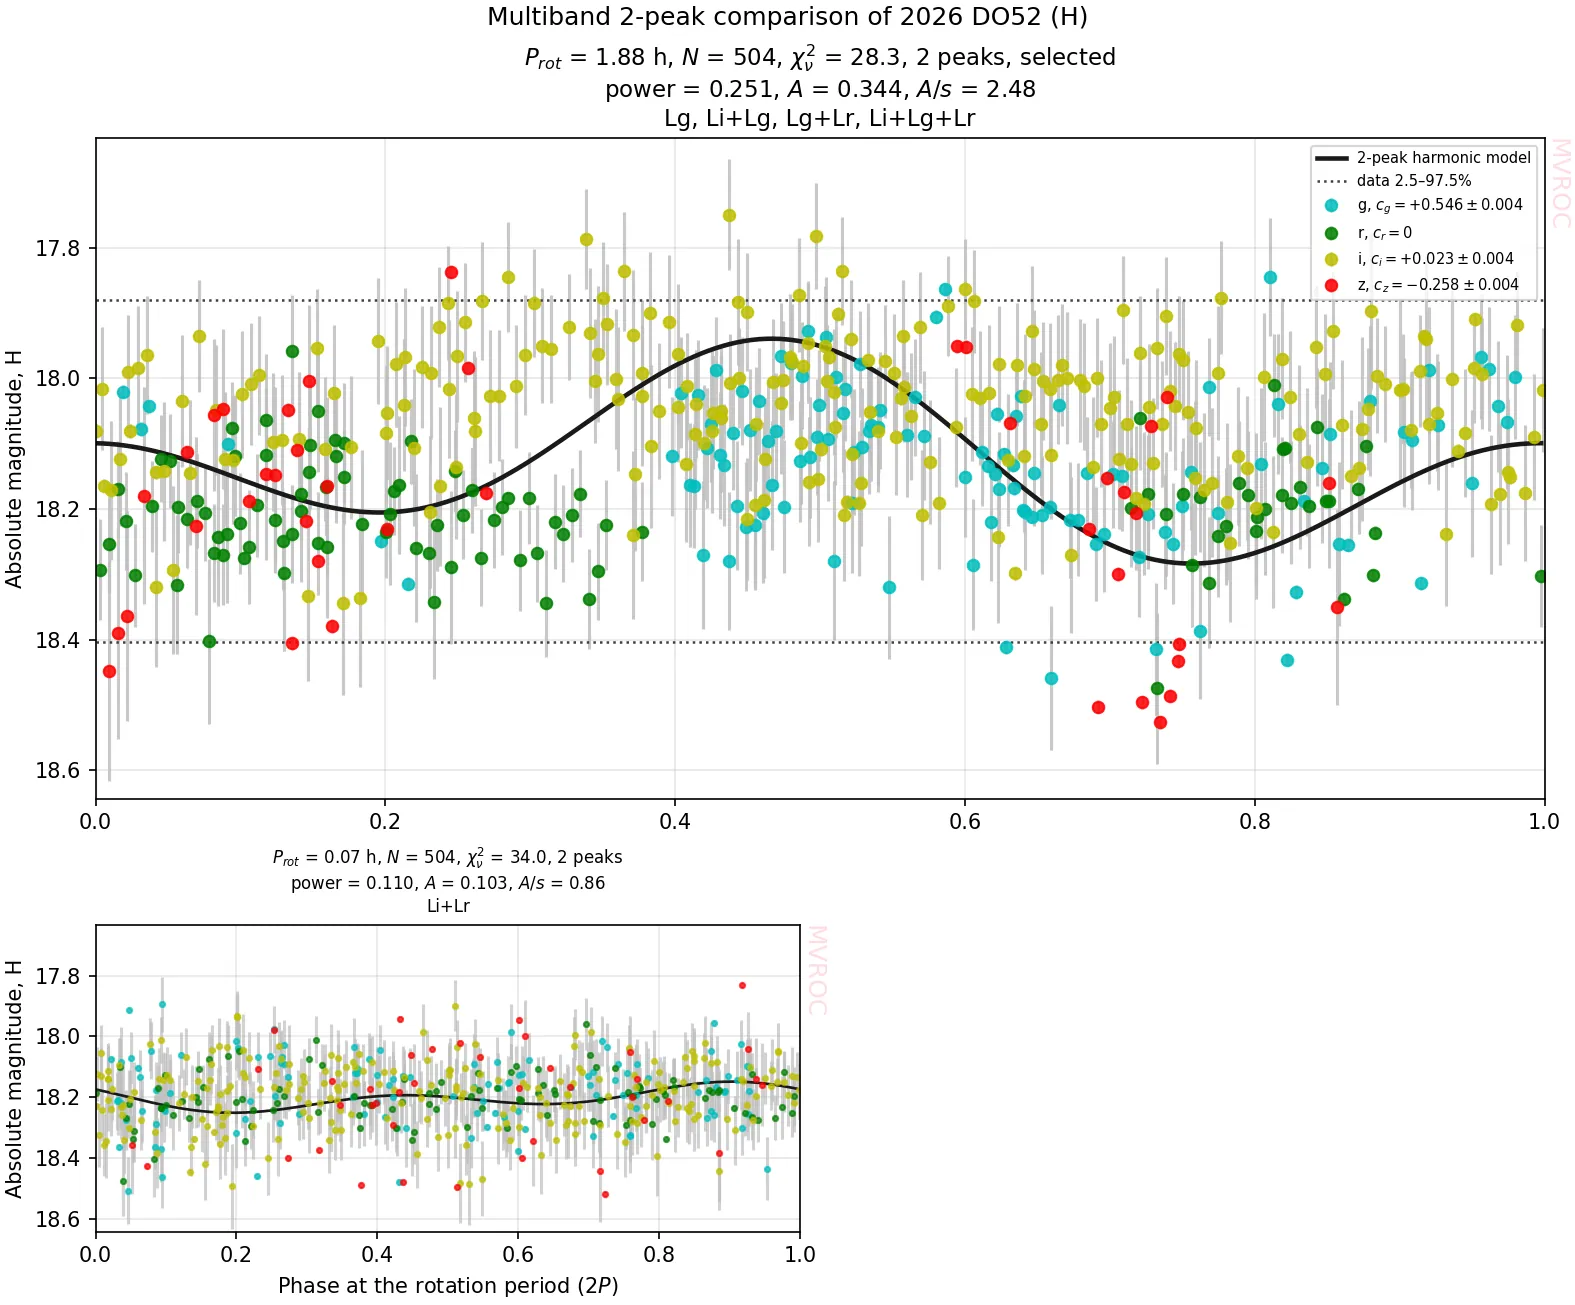 Multiband 2-peak comparison of 2026 DO52 (H)
P_rot = 1.88 h, N = 504, χ²_ν = 28.3, 2 peaks, selected
power = 0.251, A = 0.344, A/s = 2.48
Lg, Li+Lg, Lg+Lr, Li+Lg+Lr
MVROC
2-peak harmonic model
data 2.5–97.5%
g, c_g = +0.546 ± 0.004
r, c_r = 0
i, c_i = +0.023 ± 0.004
z, c_z = −0.258 ± 0.004
Absolute magnitude, H
17.8
18.0
18.2
18.4
18.6
0.0 0.2 0.4 0.6 0.8 1.0
P_rot = 0.07 h, N = 504, χ²_ν = 34.0, 2 peaks
power = 0.110, A = 0.103, A/s = 0.86
Li+Lr
MVROC
Absolute magnitude, H
17.8
18.0
18.2
18.4
18.6
0.0 0.2 0.4 0.6 0.8 1.0
Phase at the rotation period (2P)